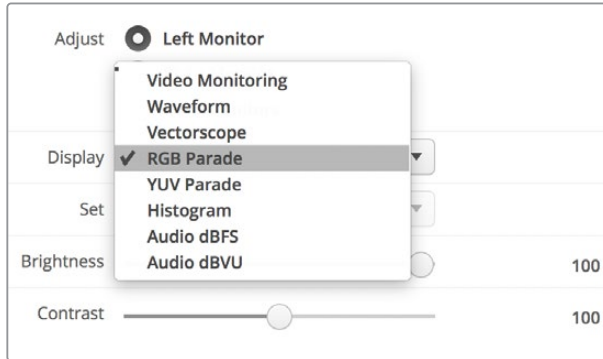 Adjust Left Monitor
Video Monitoring
Waveform
Vectorscope
Display ✔ RGB Parade
YUV Parade
Set Histogram
Audio dBFS
Brightness Audio dBVU 100
Contrast 100